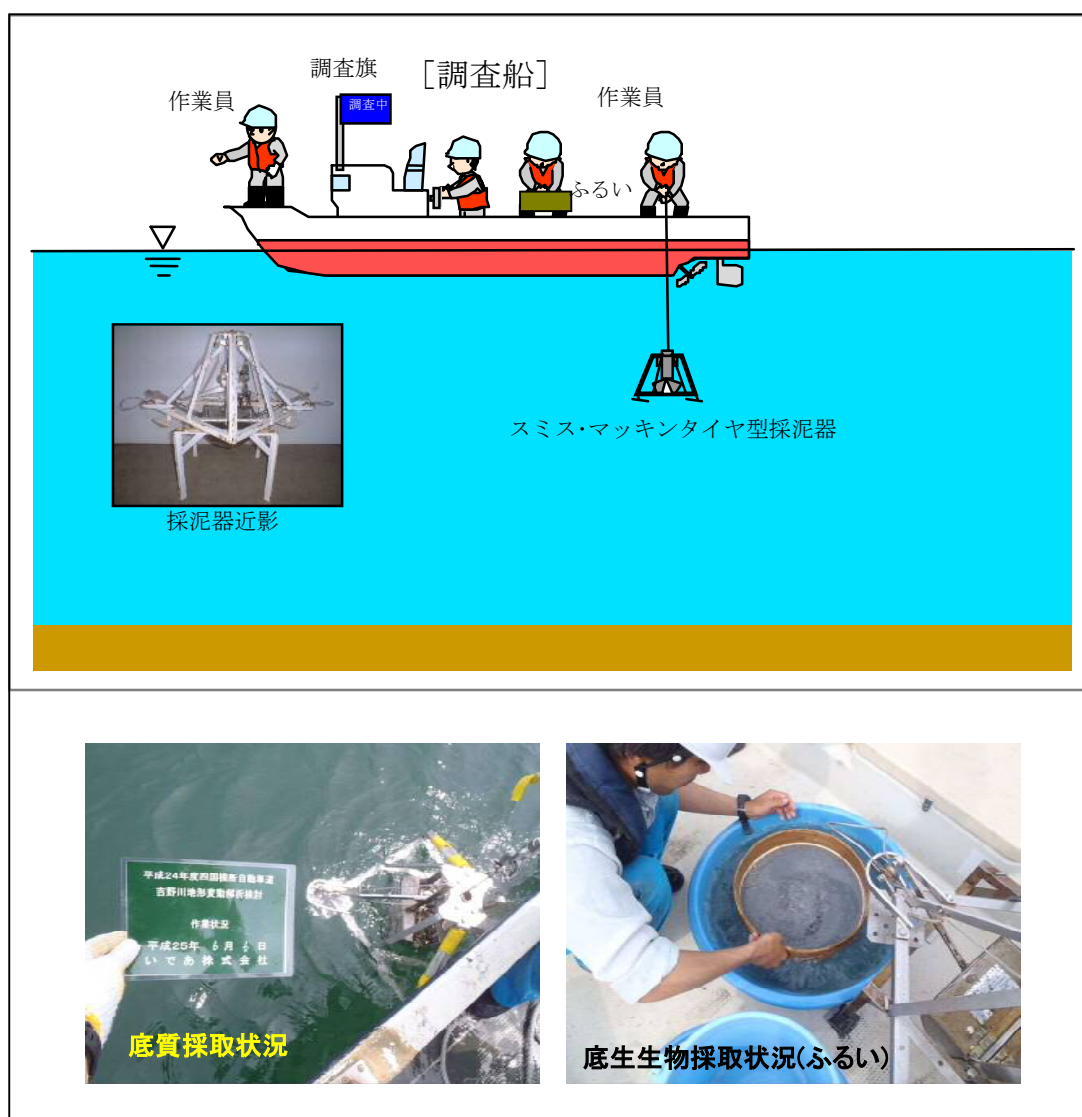 調査旗
[調査船]
作業員
作業員
調査中
ふるい
スミス・マッキンタイヤ型採泥器
採泥器近影
平成24年度四国横断自動車道
吉野川地形変動解析検討
作業状況
平成25年 6月 6日
いであ株式会社
底質採取状況
底生生物採取状況(ふるい)